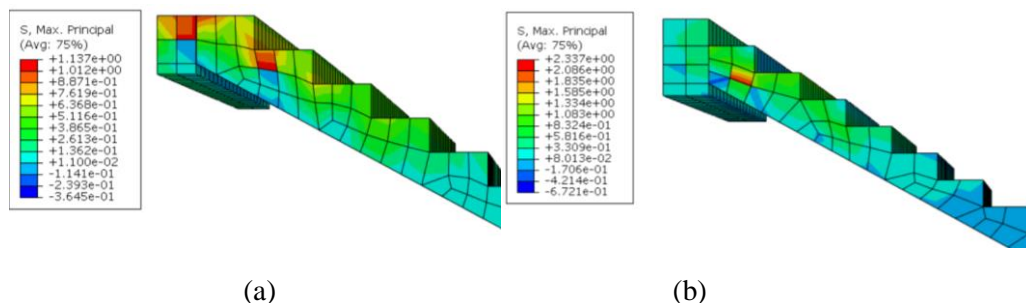 S, Max. Principal
(Avg: 75%)
+1.137e+00
+1.012e+00
+8.871e-01
+7.619e-01
+6.368e-01
+5.116e-01
+3.865e-01
+2.613e-01
+1.362e-01
+1.100e-02
-1.141e-01
-2.393e-01
-3.645e-01
S, Max. Principal
(Avg: 75%)
+2.337e+00
+2.086e+00
+1.835e+00
+1.585e+00
+1.334e+00
+1.083e+00
+8.324e-01
+5.816e-01
+3.309e-01
+8.013e-02
-1.706e-01
-4.214e-01
-6.721e-01
(a)
(b)